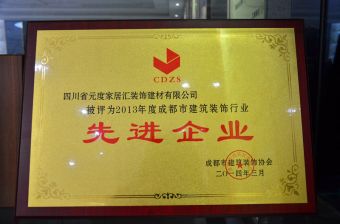 CDZS
四川省元度家居汇装饰建材有限公司
被评为2013年度成都市建筑装饰行业
先进企业
成都市建筑装饰协会
二〇一四年三月